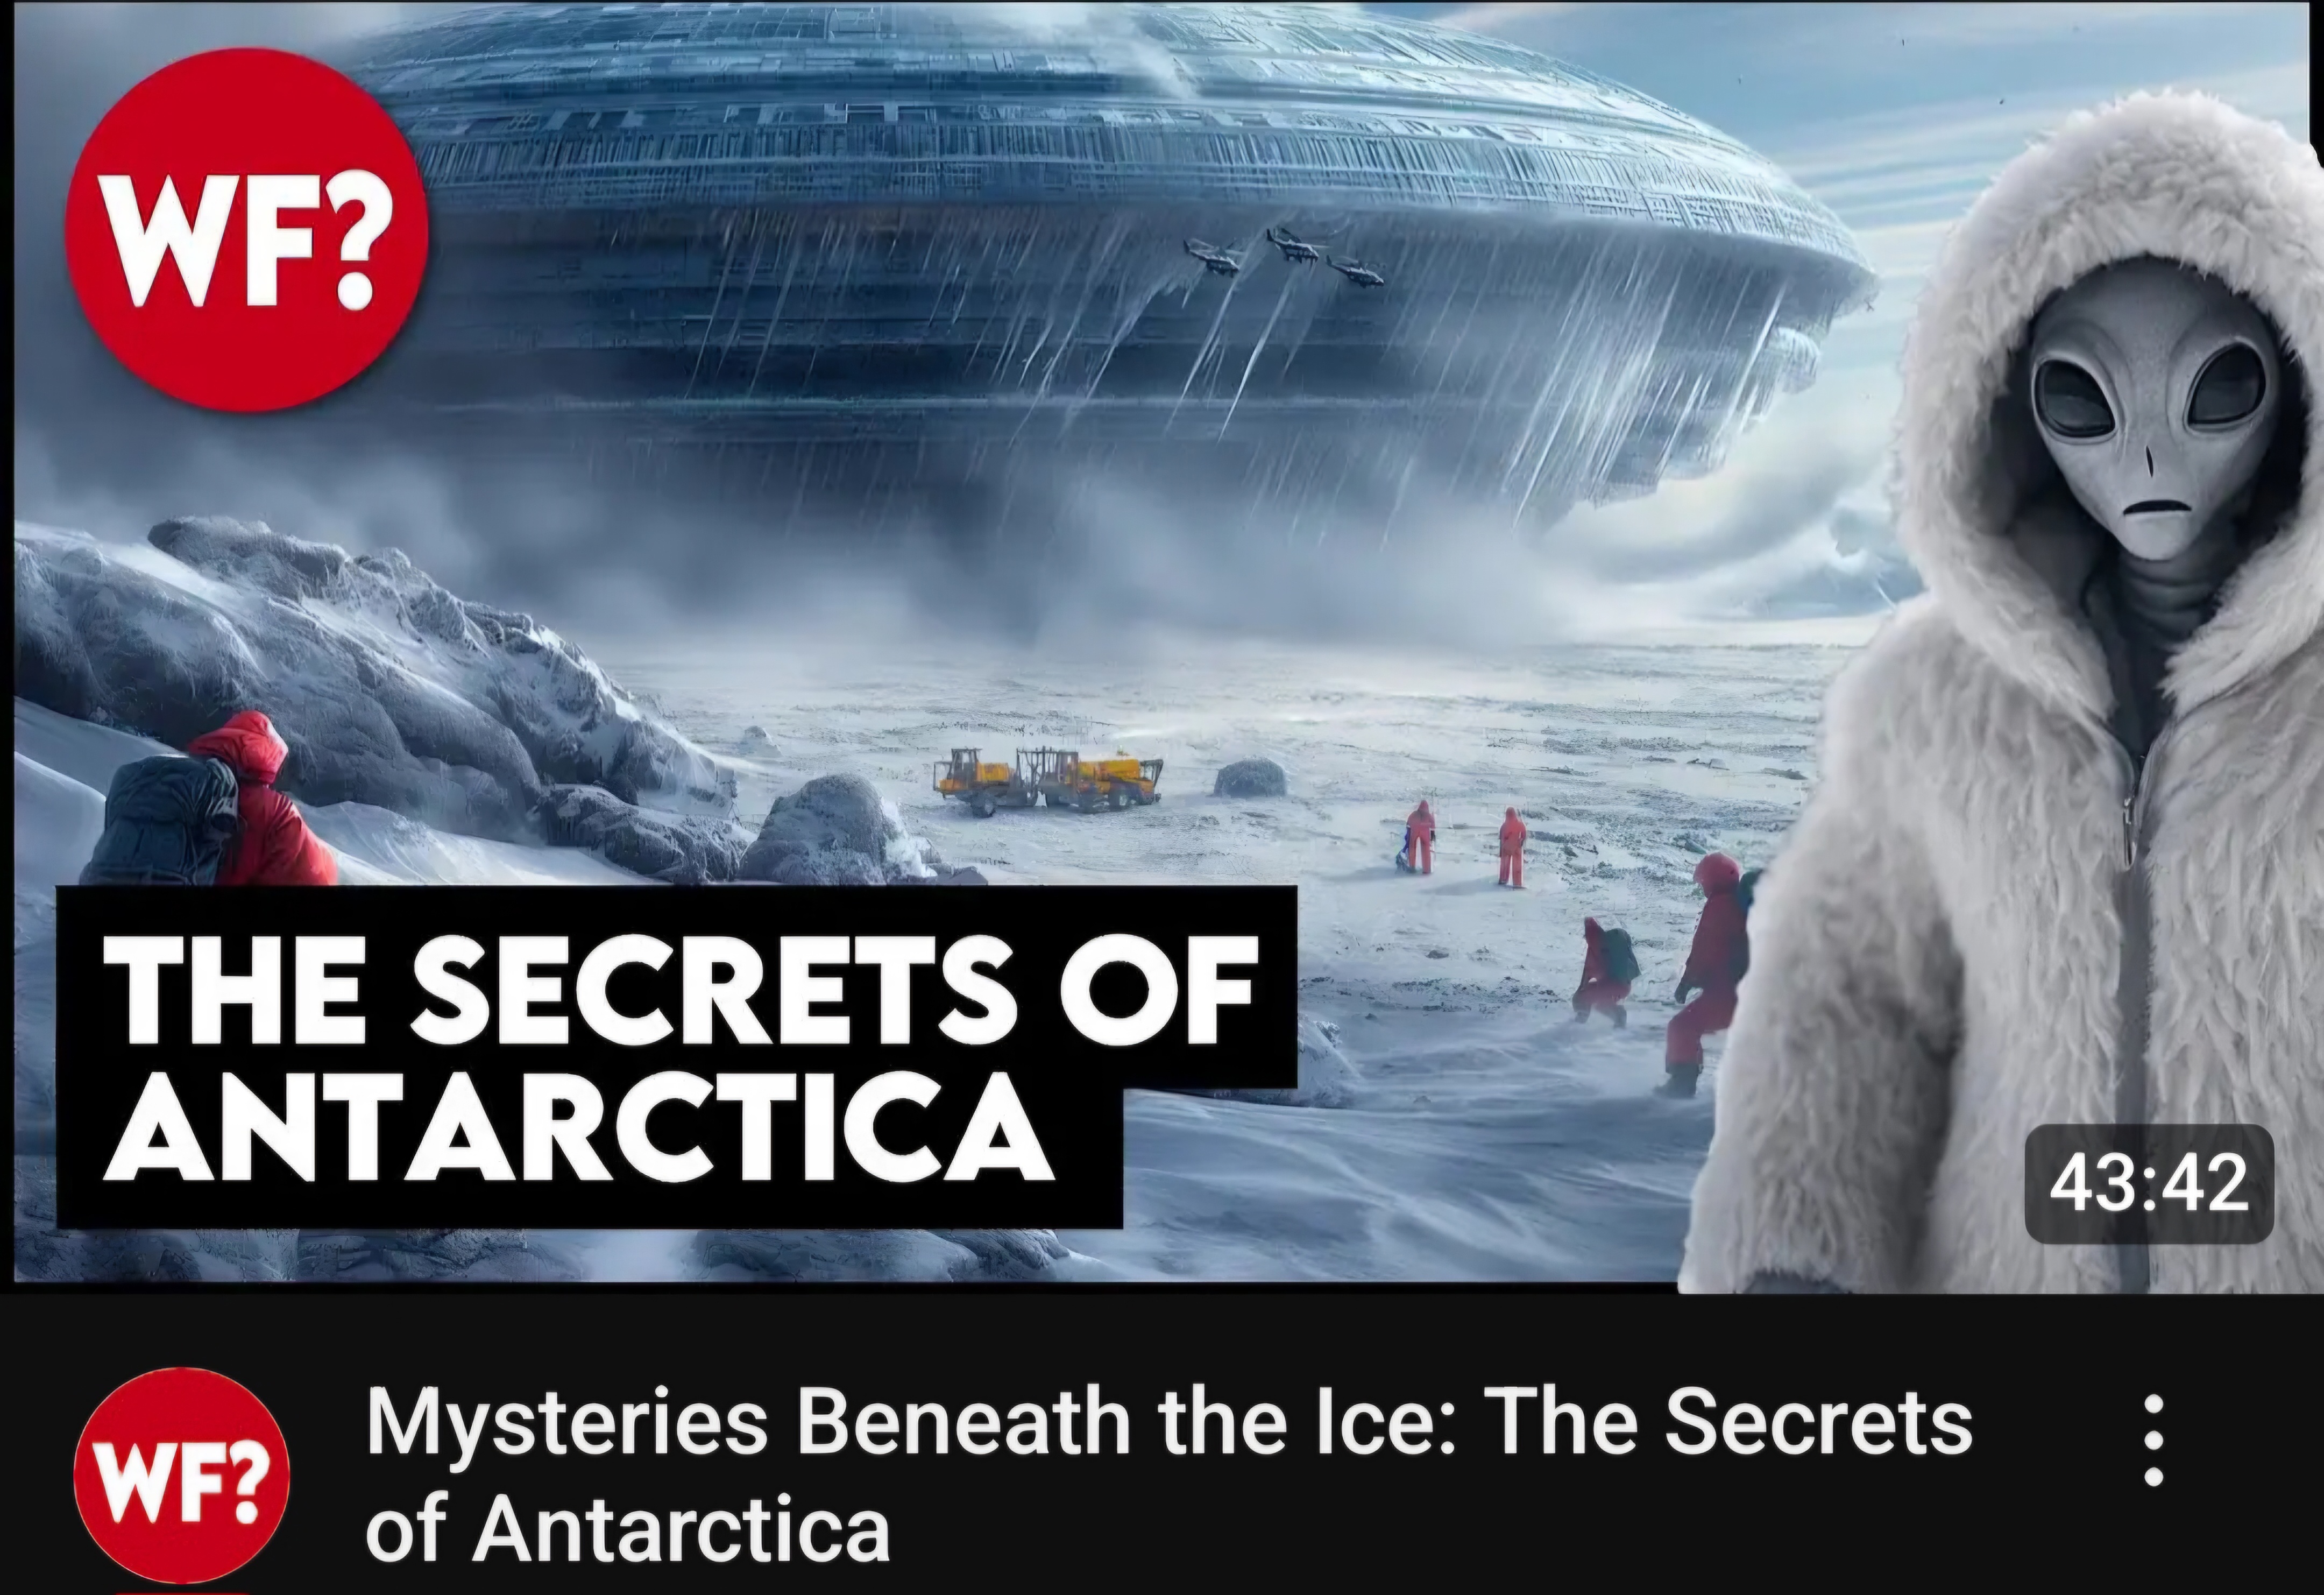 WF?
THE SECRETS OF
ANTARCTICA
43:42
WF?
Mysteries Beneath the Ice: The Secrets
of Antarctica